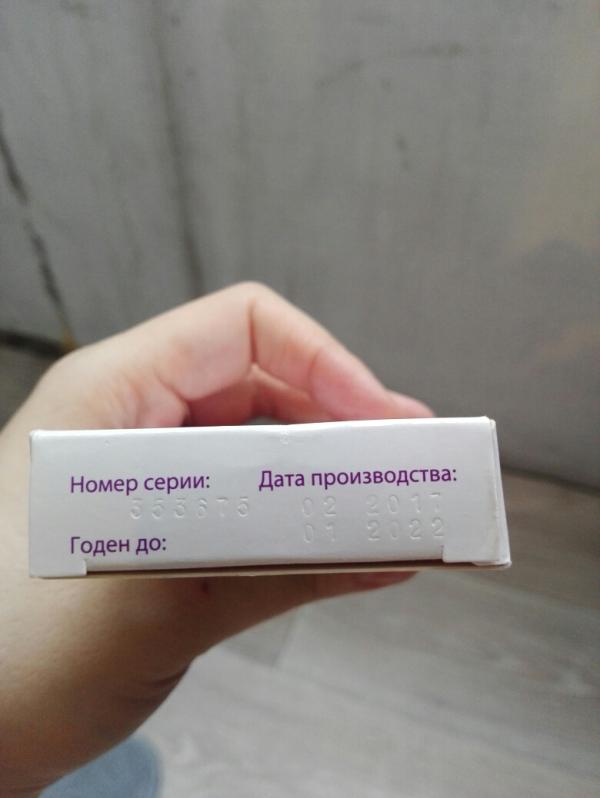 Номер серии: Дата производства:
353675 02 2017
Годен до: 01 2022